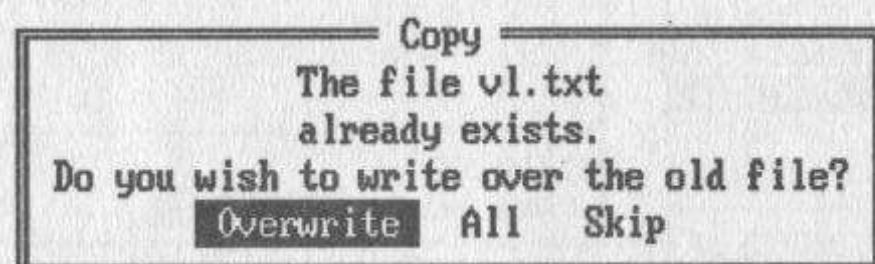 Copy
The file vl.txt
already exists.
Do you wish to write over the old file?
Overwrite All Skip